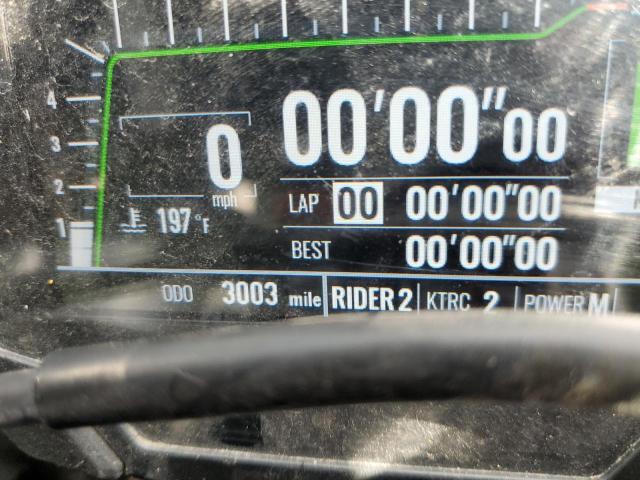 4
3
2
1
0
mph
197 °F
00'00"00
LAP 00 00'00"00
BEST 00'00"00
ODO 3003 mile RIDER 2 KTRC 2 POWER M